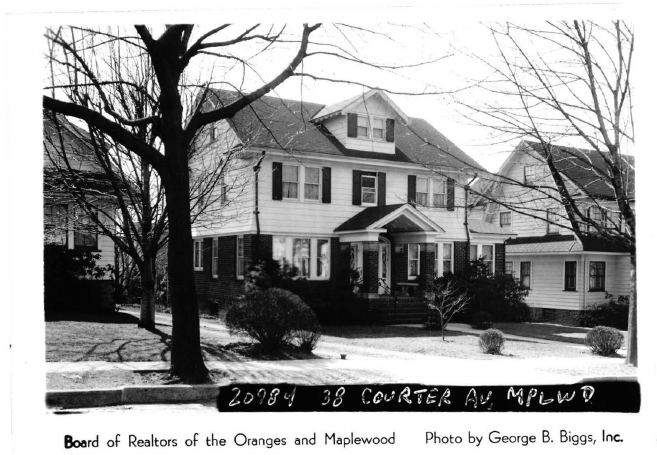 20984 38 COURTER AV, MPLWD
Board of Realtors of the Oranges and Maplewood Photo by George B. Biggs, Inc.